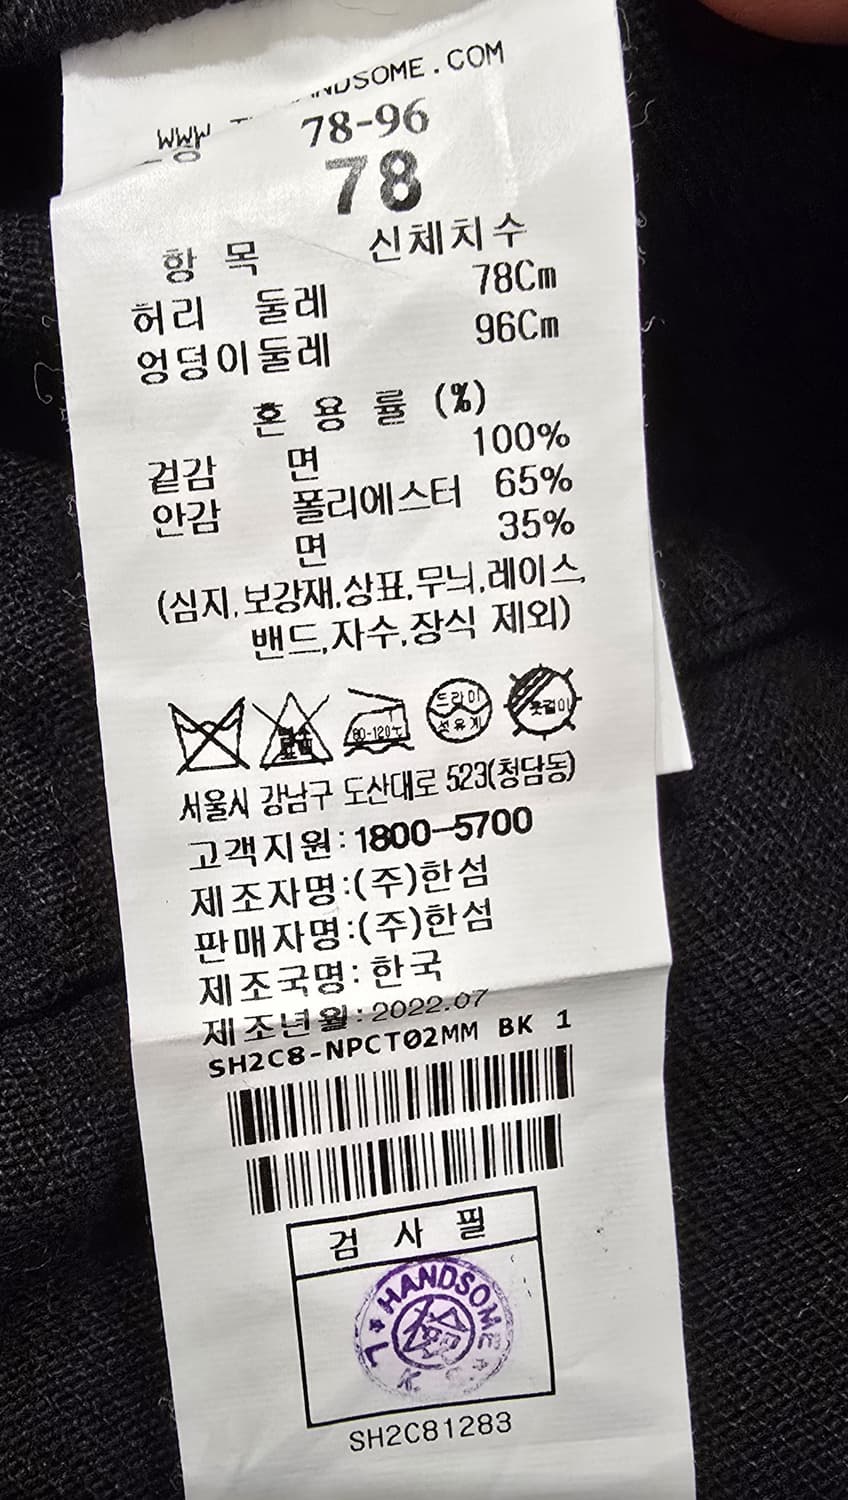 WWW. HANDSOME.COM
78-96
78
항 목 신체치수
허리 둘레 78Cm
엉덩이둘레 96Cm
혼 용 률 (%)
겉감 면 100%
안감 폴리에스터 65%
면 35%
(심지,보강재,상표,무늬,레이스,
밴드,자수,장식 제외)
80-120℃ 드라이
석유계 옷걸이
서울시 강남구 도산대로 523(청담동)
고객지원:1800-5700
제조자명:(주)한섬
판매자명:(주)한섬
제조국명:한국
제조년월:2022.07
SH2C8-NPCT02MM BK 1
검 사 필
HANDSOME
SH2C81283